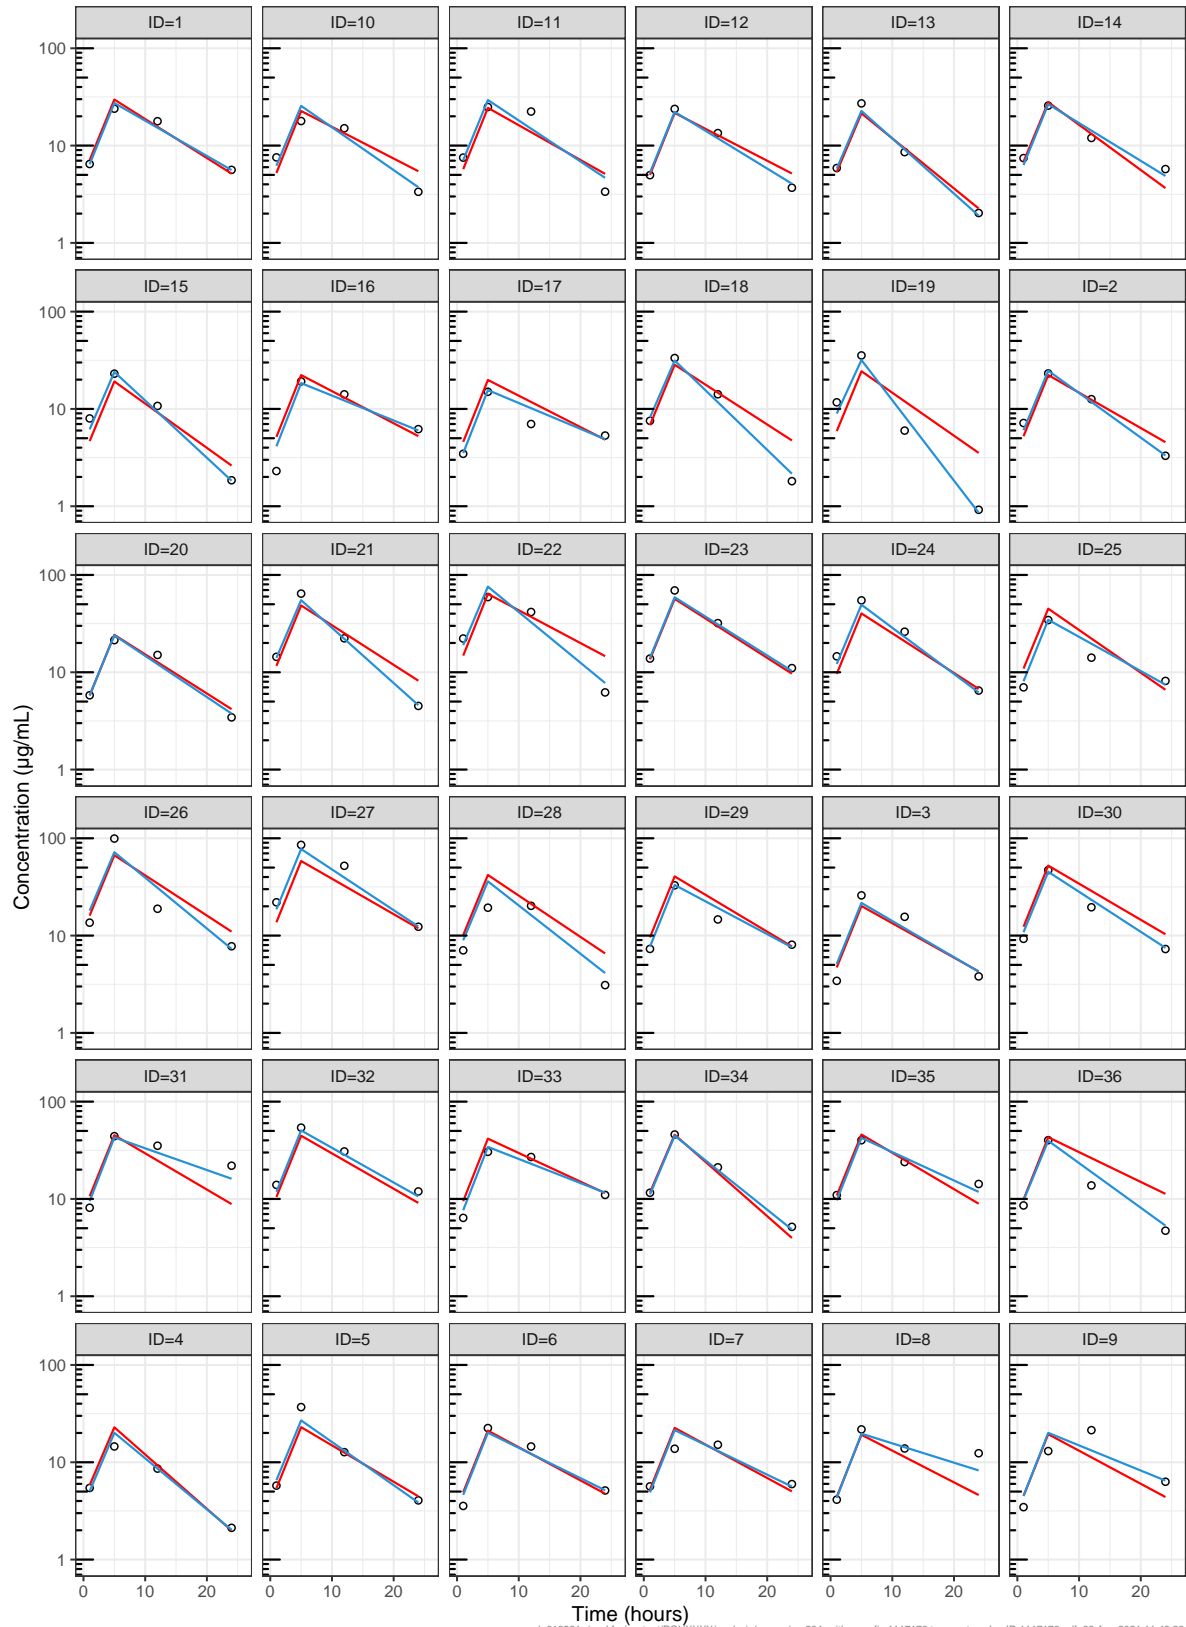 ID=1 ID=10 ID=11 ID=12 ID=13 ID=14
100
10
1
ID=15 ID=16 ID=17 ID=18 ID=19 ID=2
100
10
1
ID=20 ID=21 ID=22 ID=23 ID=24 ID=25
100
10
1
Concentration (μg/mL)
ID=26 ID=27 ID=28 ID=29 ID=3 ID=30
100
10
1
ID=31 ID=32 ID=33 ID=34 ID=35 ID=36
100
10
1
ID=4 ID=5 ID=6 ID=7 ID=8 ID=9
100
10
1
0 10 20 0 10 20 0 10 20 0 10 20 0 10 20 0 10 20
Time (hours)